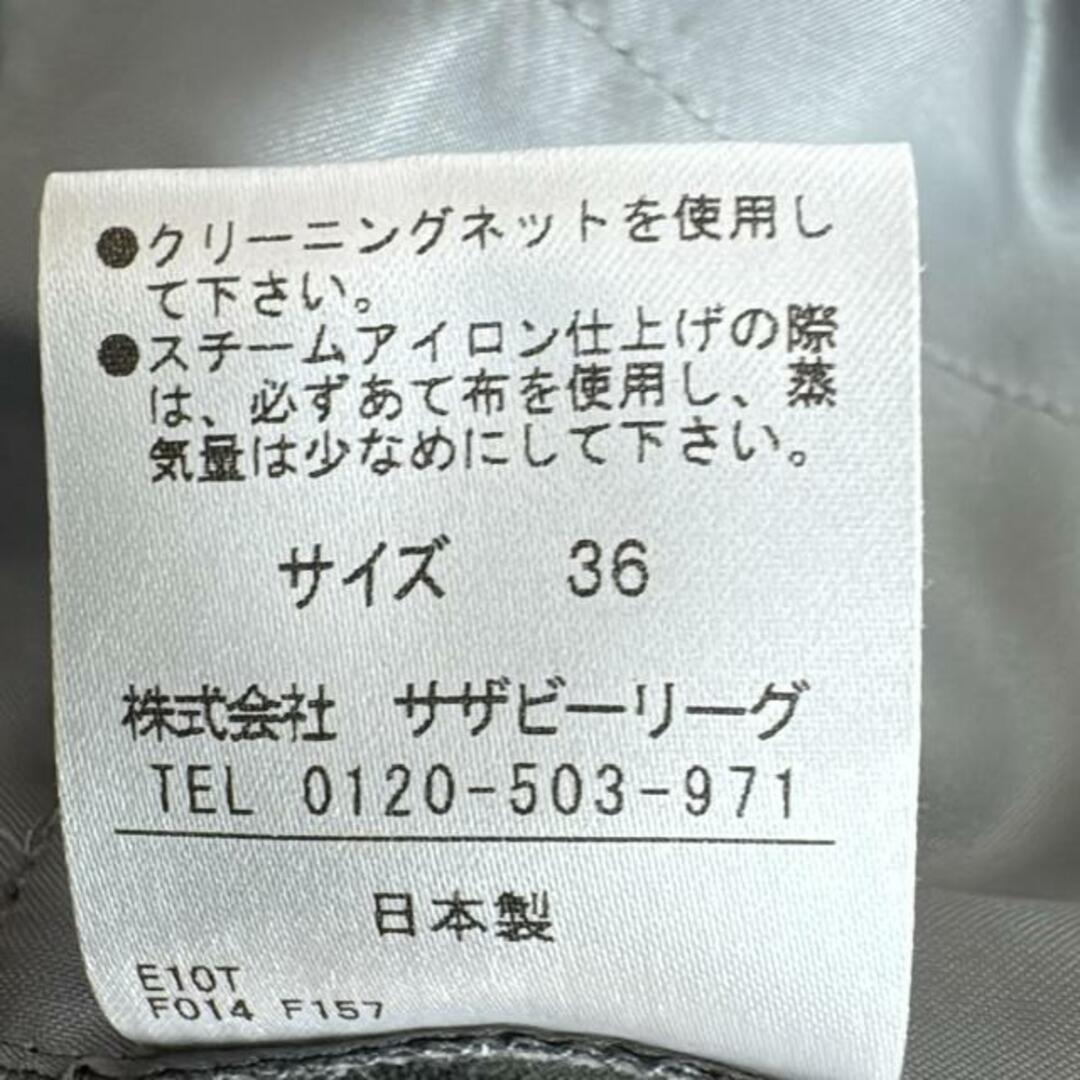 ●クリーニングネットを使用し
て下さい。
●スチームアイロン仕上げの際
は、必ずあて布を使用し、蒸
気量は少なめにして下さい。
サイズ 36
株式会社 サザビーリーグ
TEL 0120-503-971
日本製
E10T
F014 F157